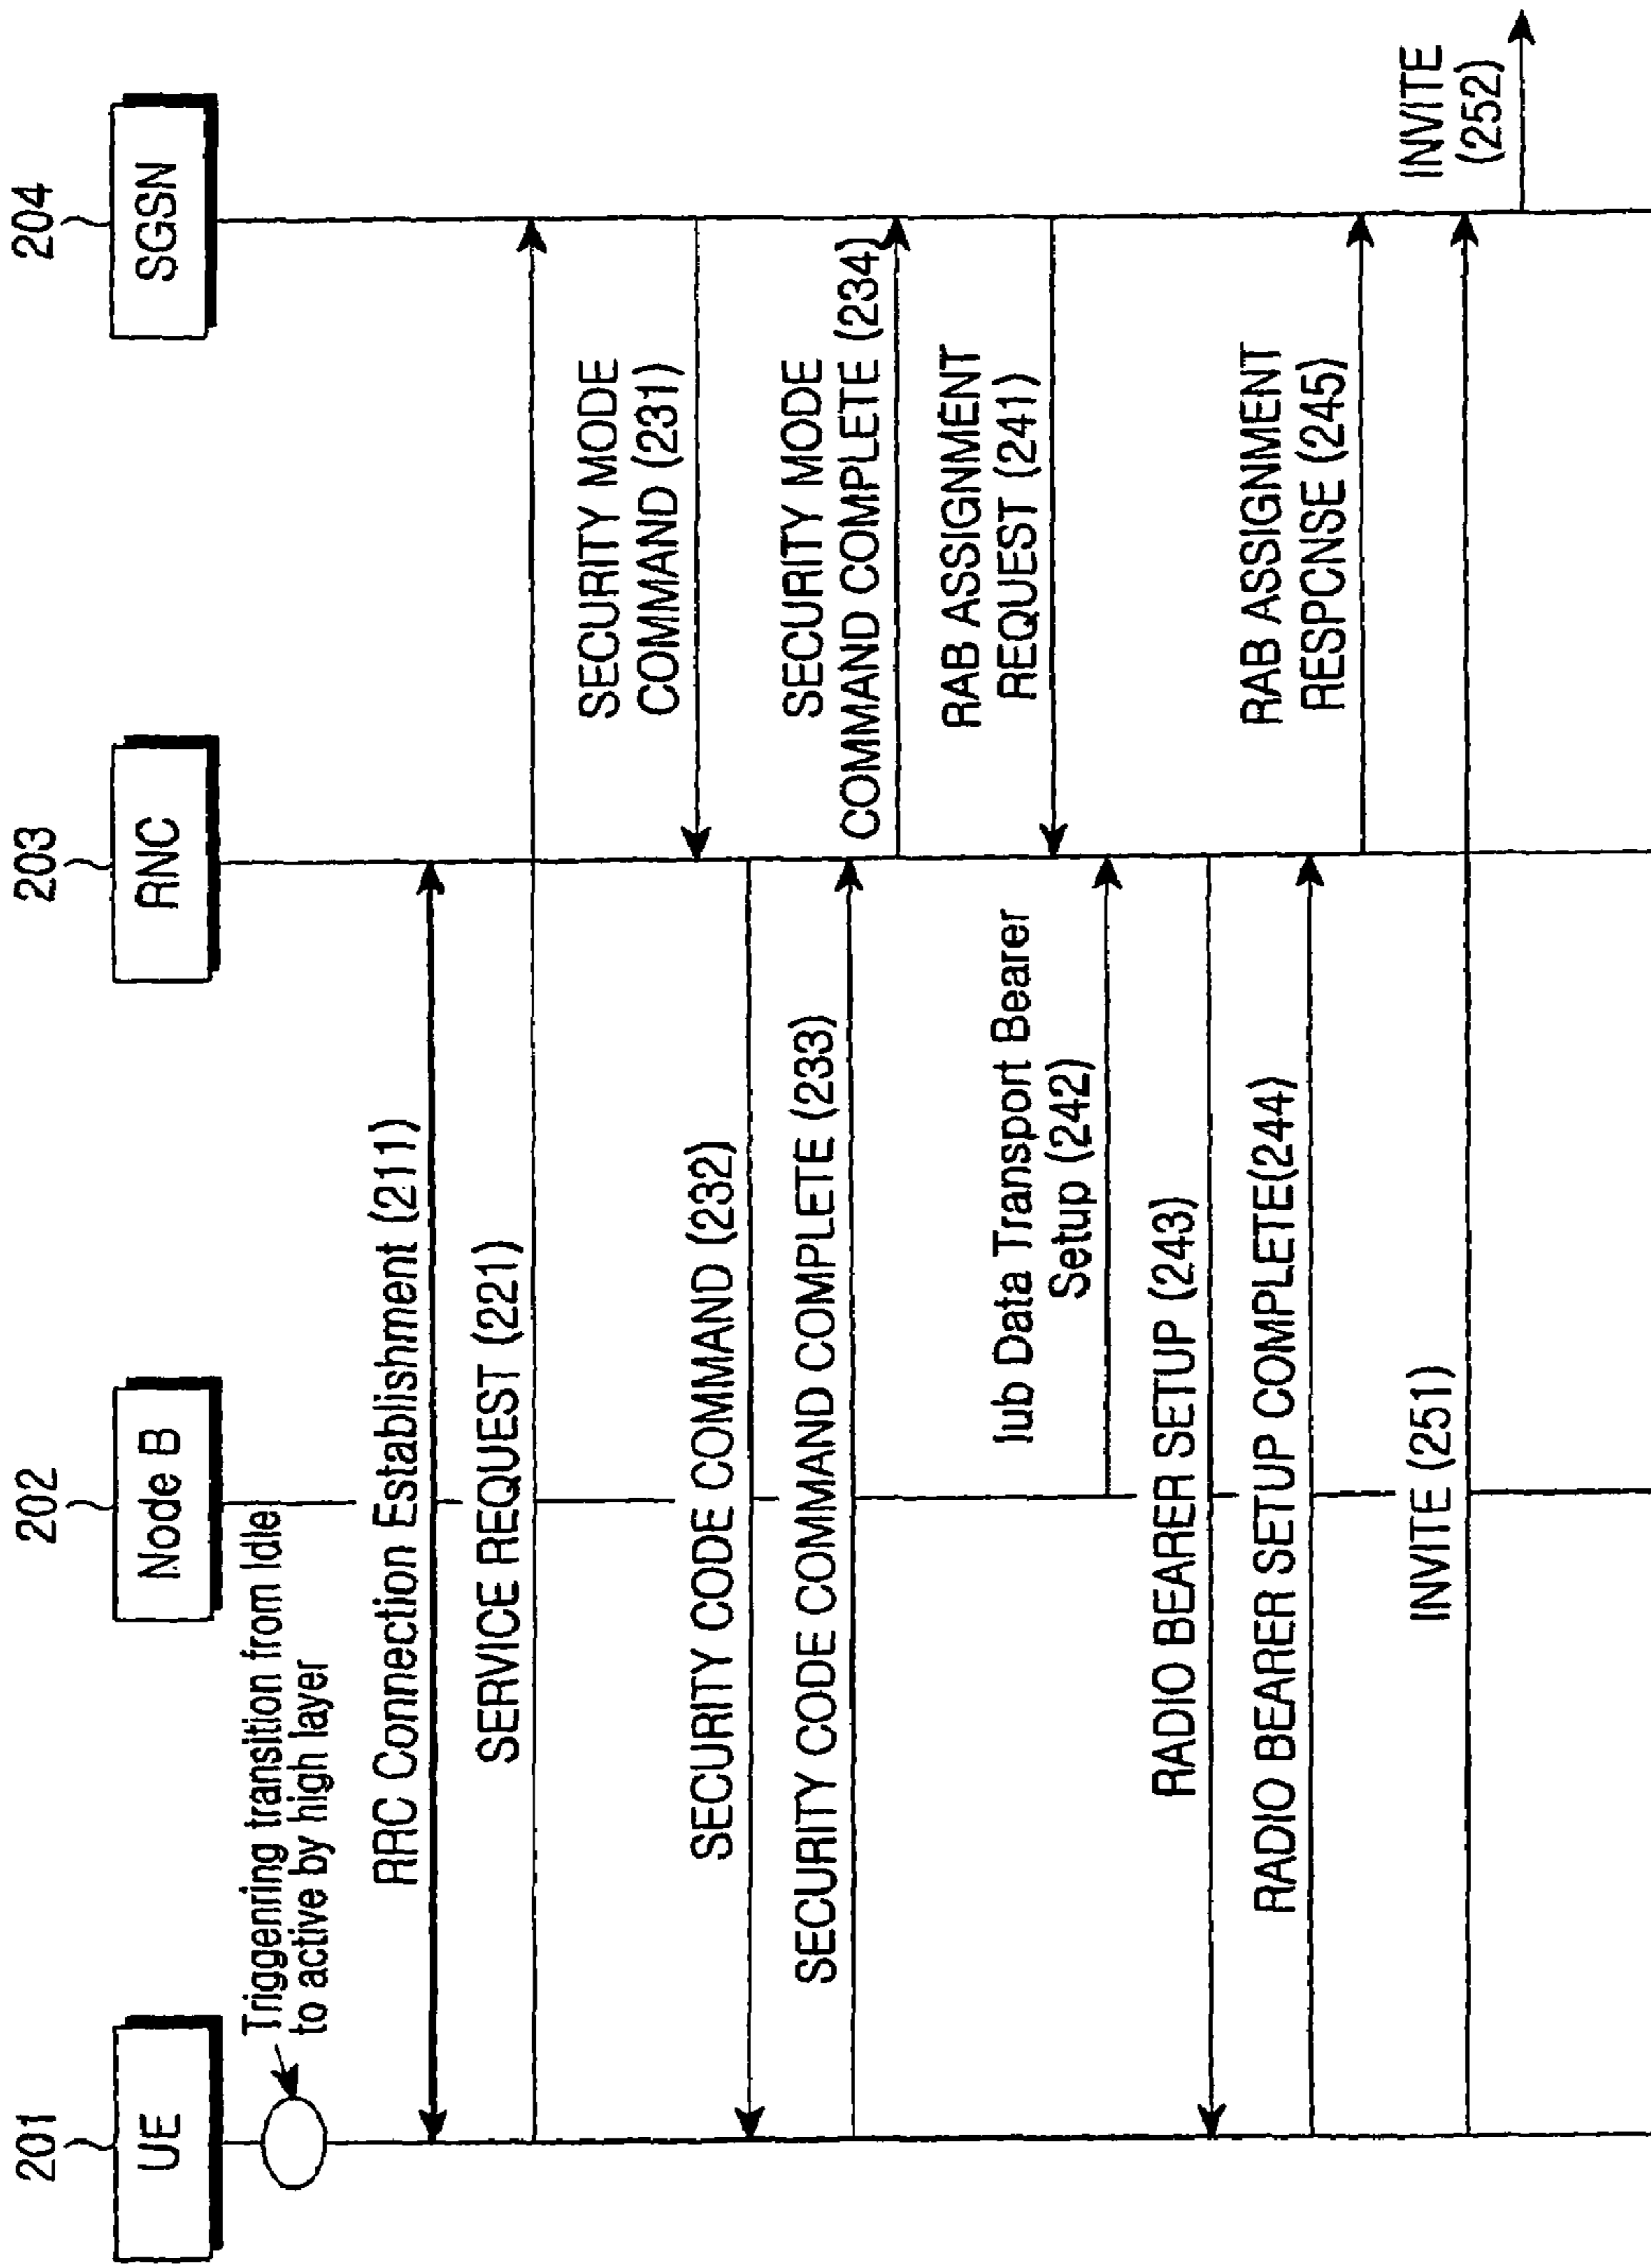 201
202
203
204
UE
Node B
RNC
SGSN
Triggenring transition from Idle
to active by high layer
RRC Connection Establishment (211)
SERVICE REQUEST (221)
SECURITY MODE
COMMAND (231)
SECURITY CODE COMMAND (232)
SECURITY CODE COMMAND COMPLETE (233)
SECURITY MODE
COMMAND COMPLETE (234)
RAB ASSIGNMENT
REQUEST (241)
Iub Data Transport Bearer
Setup (242)
RADIO BEARER SETUP (243)
RADIO BEARER SETUP COMPLETE(244)
RAB ASSIGNMENT
RESPCNSE (245)
INVITE (251)
INVITE
(252)